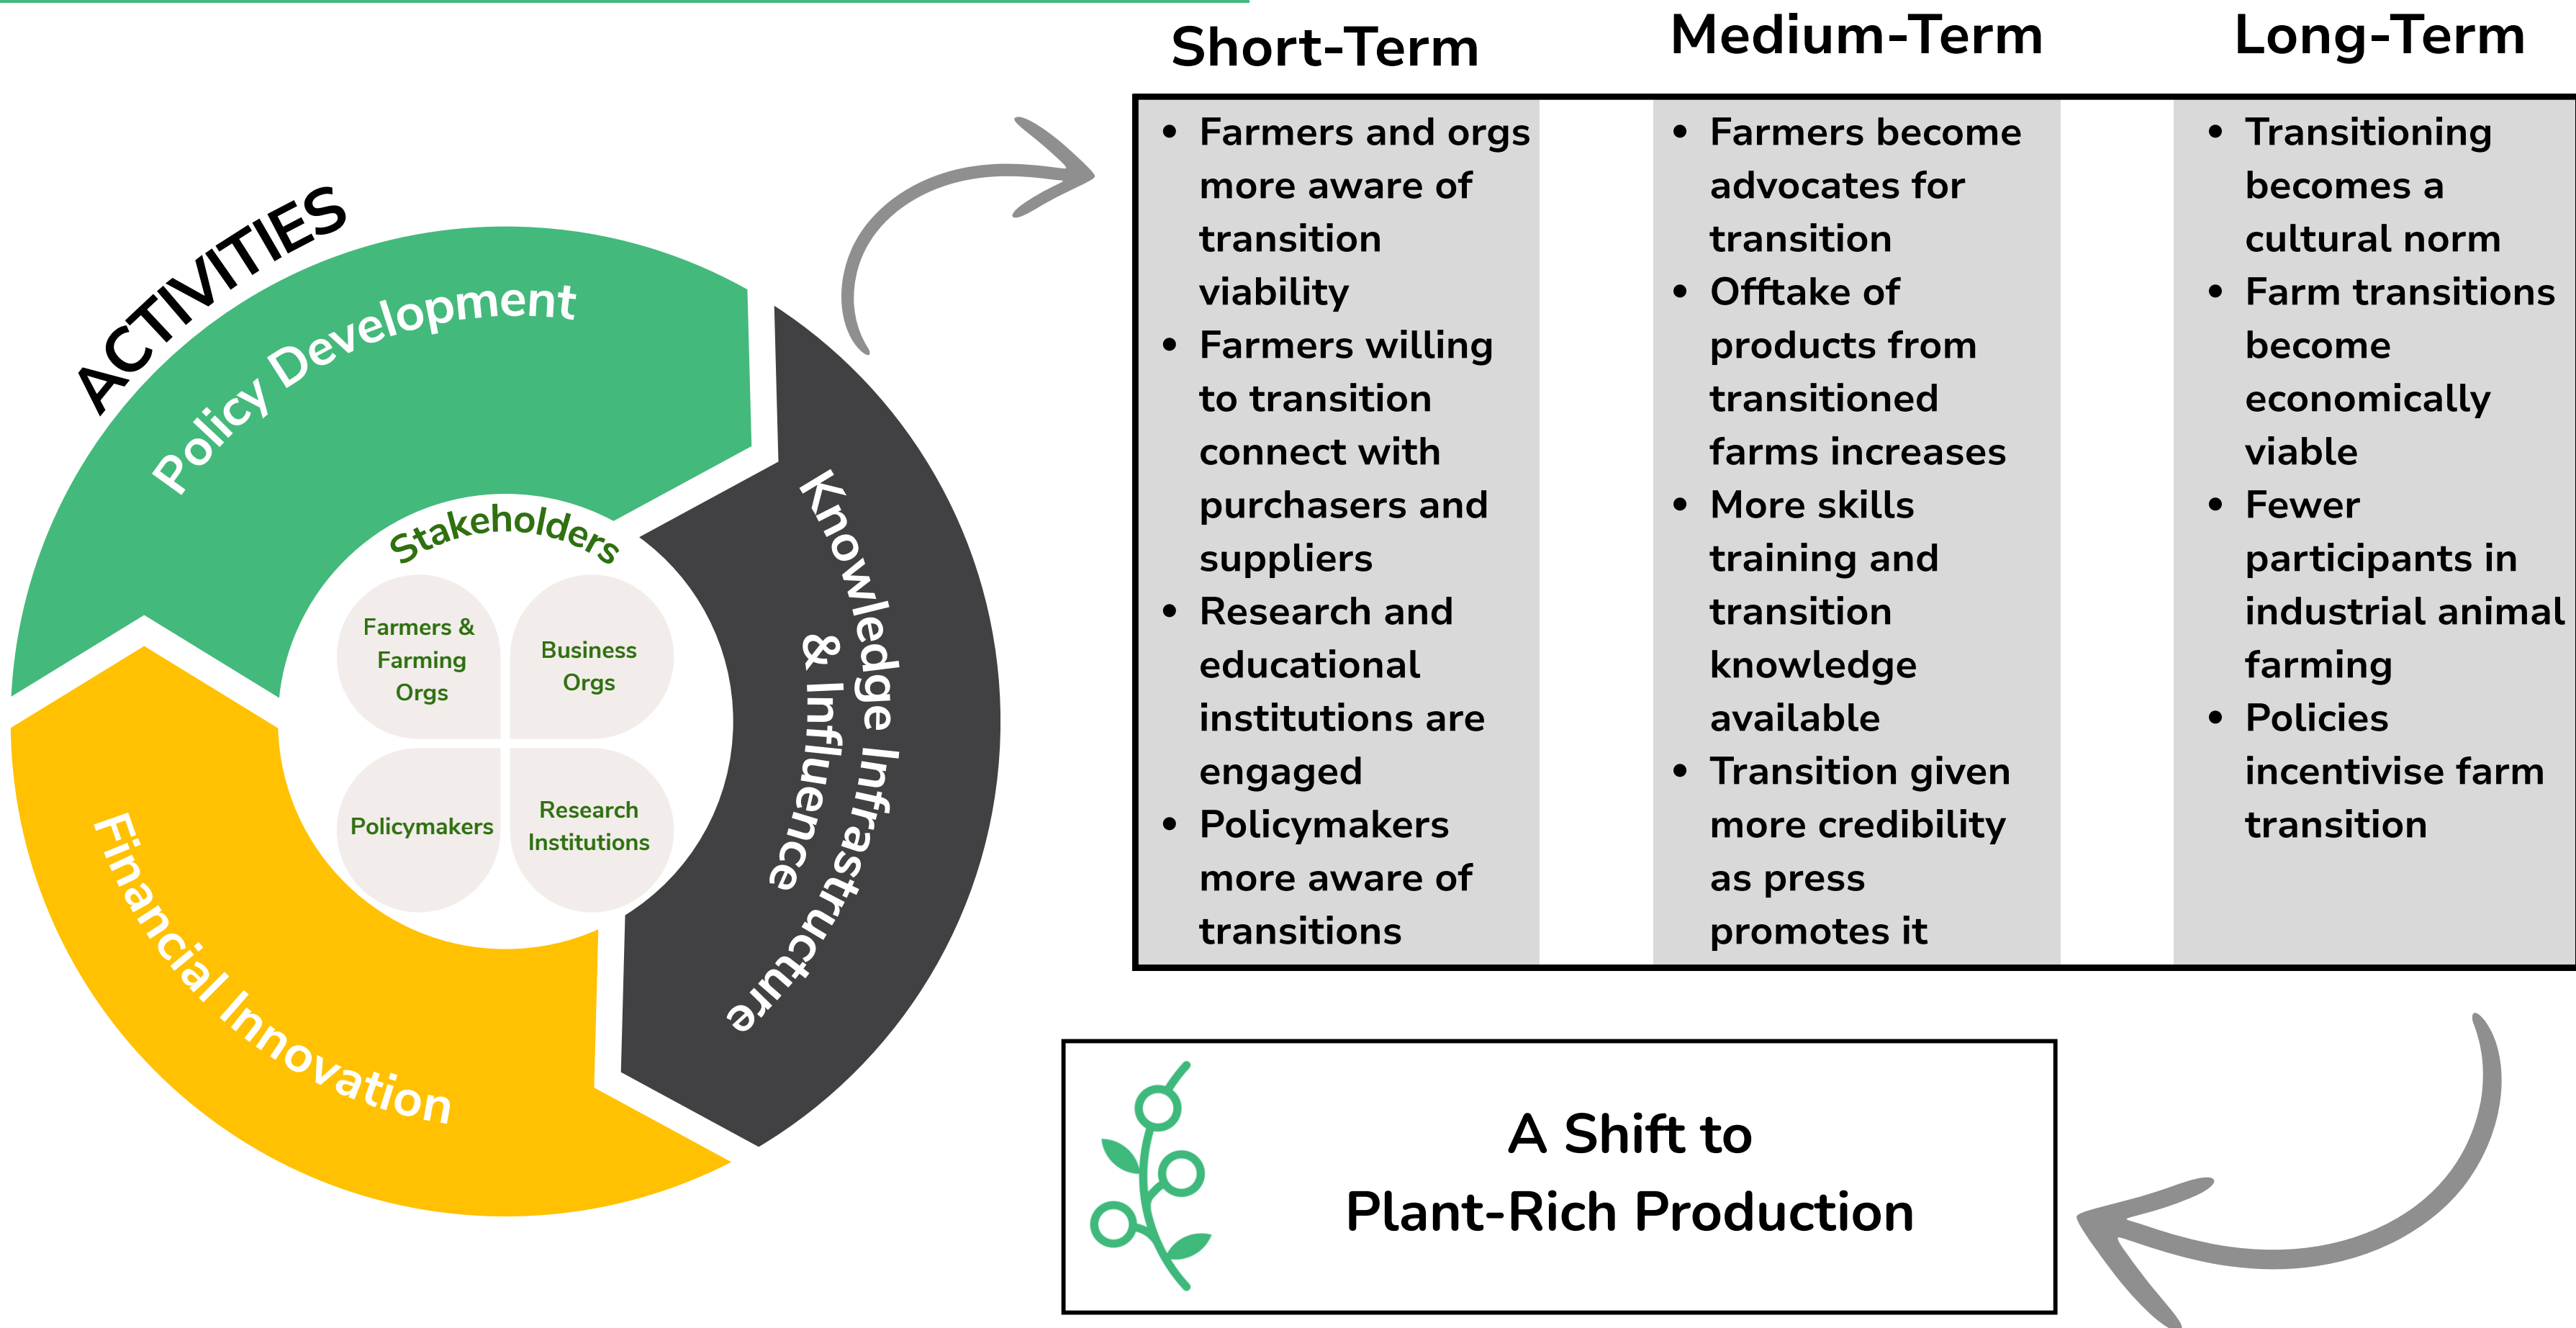 ACTIVITIES
Policy Development
Knowledge Infrastructure
& Influence
Financial Innovation
Stakeholders
Farmers &
Farming
Orgs
Business
Orgs
Policymakers
Research
Institutions
Short-Term
• Farmers and orgs
more aware of
transition
viability
• Farmers willing
to transition
connect with
purchasers and
suppliers
• Research and
educational
institutions are
engaged
• Policymakers
more aware of
transitions
Medium-Term
• Farmers become
advocates for
transition
• Offtake of
products from
transitioned
farms increases
• More skills
training and
transition
knowledge
available
• Transition given
more credibility
as press
promotes it
Long-Term
• Transitioning
becomes a
cultural norm
• Farm transitions
become
economically
viable
• Fewer
participants in
industrial animal
farming
• Policies
incentivise farm
transition
A Shift to
Plant-Rich Production